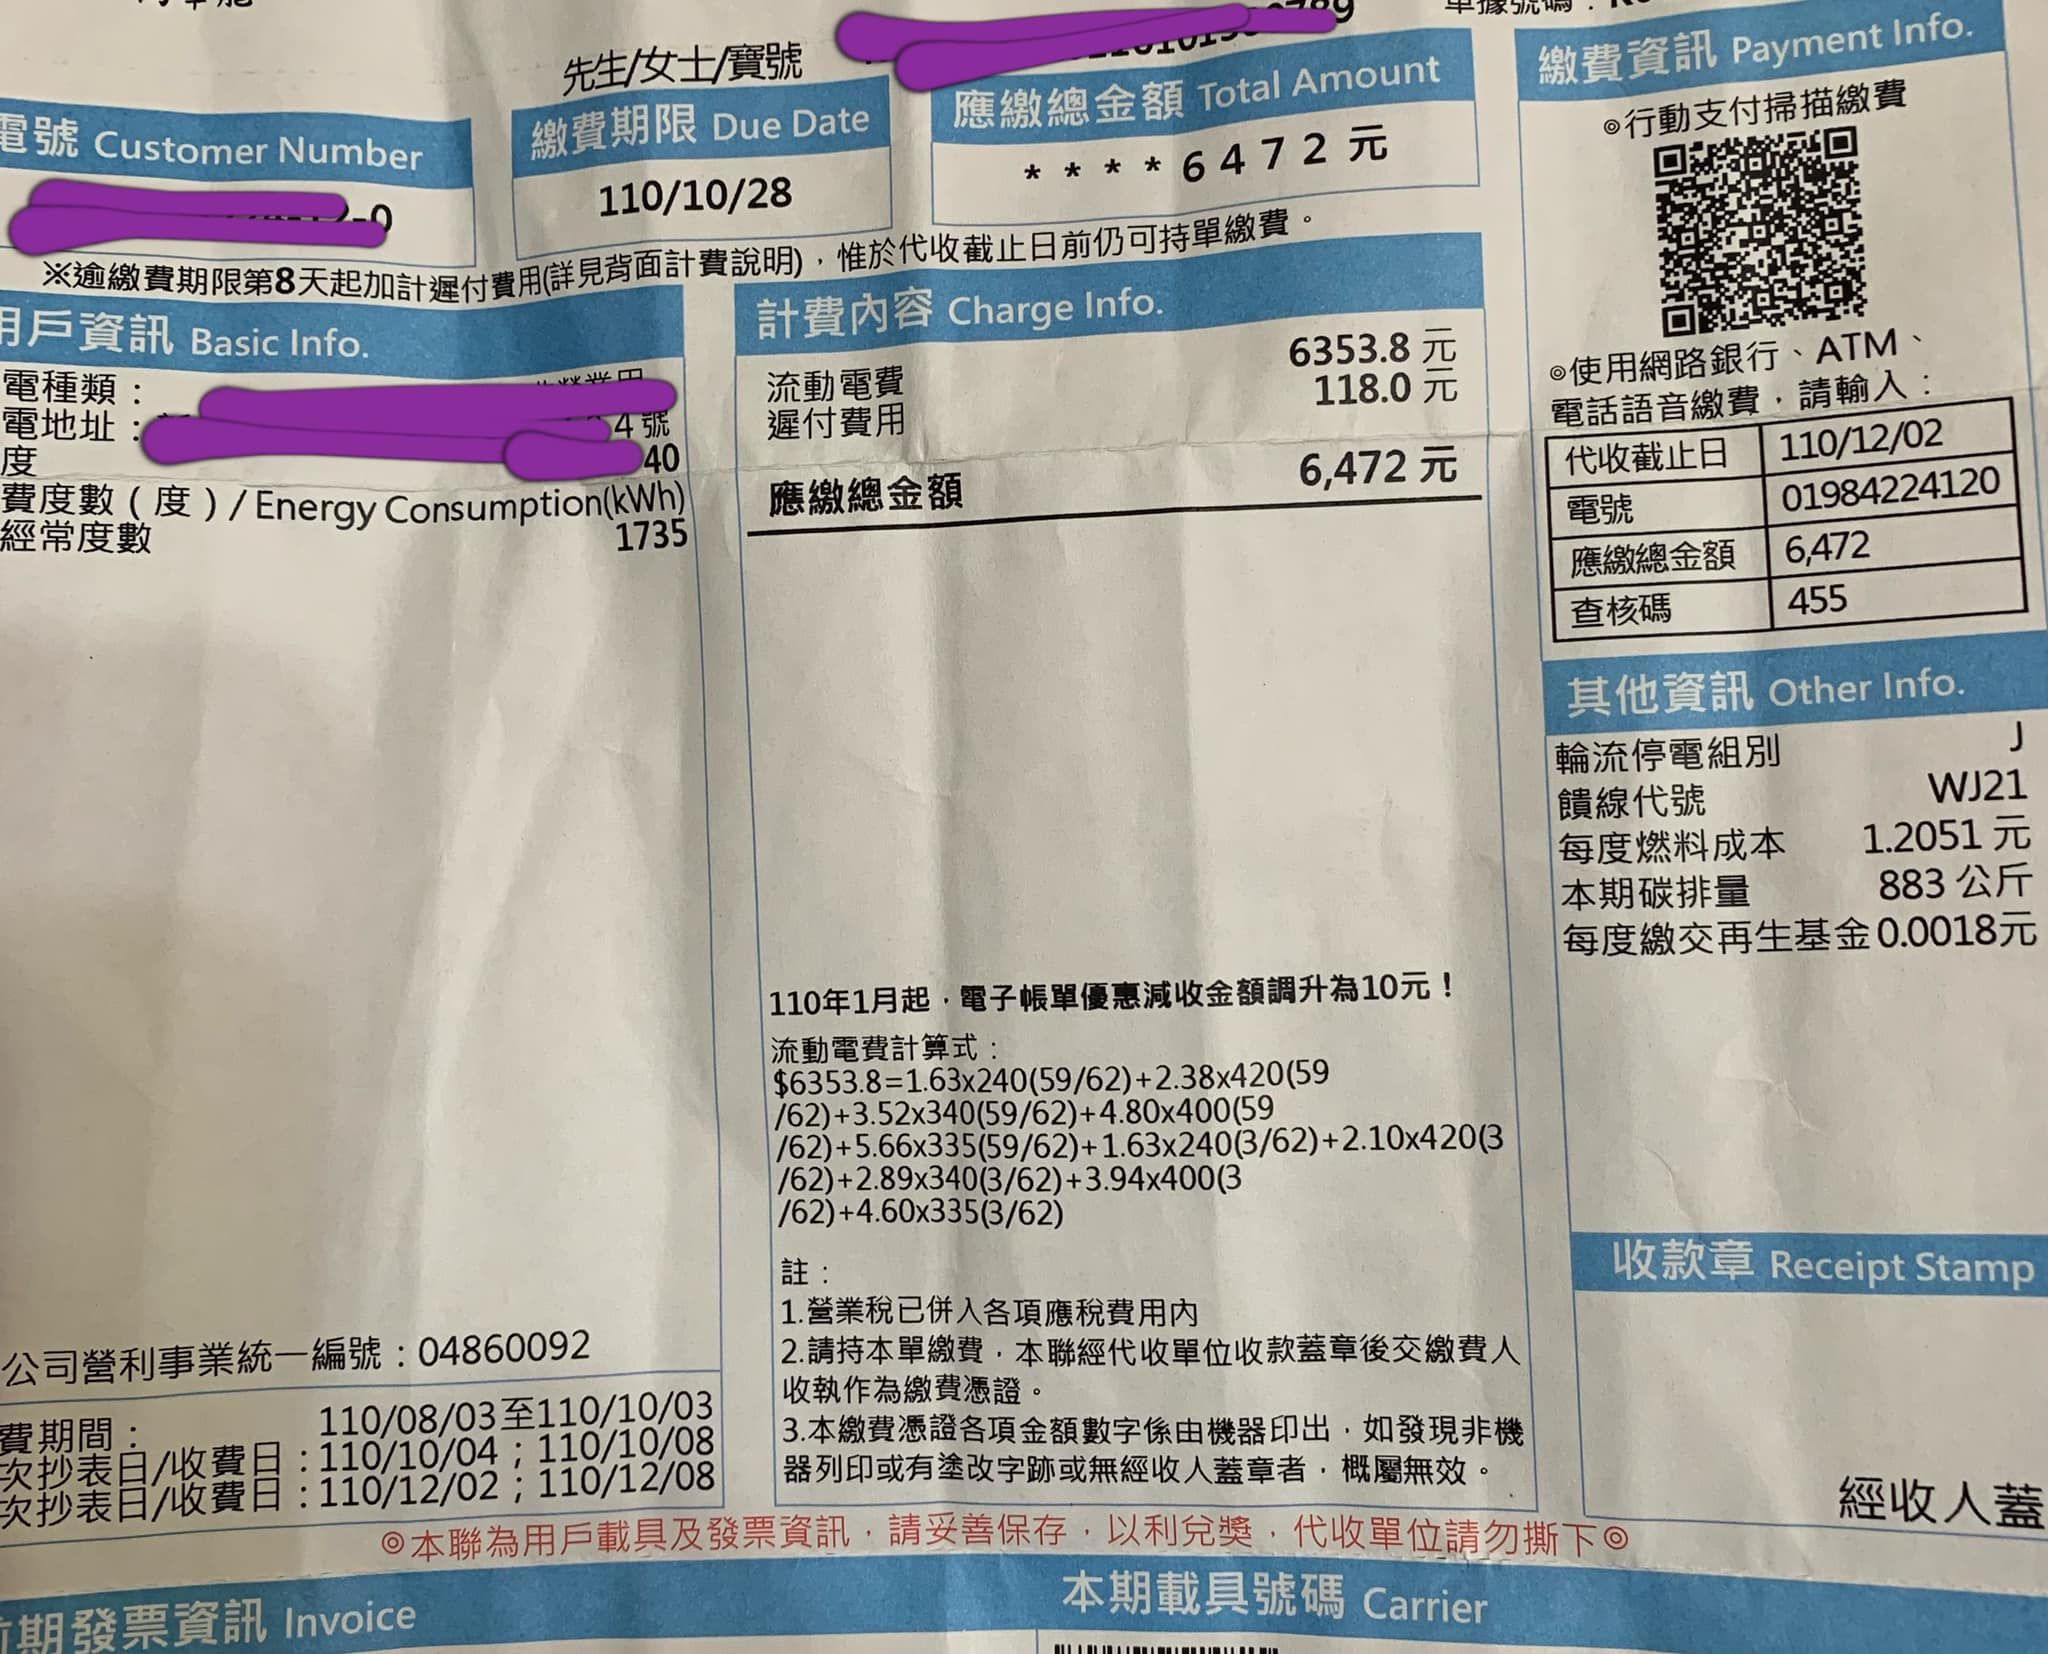 先生/女士/寶號
單據號碼：
電號 Customer Number
-0
繳費期限 Due Date
110/10/28
應繳總金額 Total Amount
****6472元
※逾繳費期限第8天起加計遲付費用(詳見背面計費說明)，惟於代收截止日前仍可持單繳費。
用戶資訊 Basic Info.
電種類：
電地址：
4號
度 40
費度數(度)/Energy Consumption(kWh)
經常度數 1735
公司營利事業統一編號：04860092
費期間： 110/08/03至110/10/03
次抄表日/收費日：110/10/04；110/10/08
次抄表日/收費日：110/12/02；110/12/08
計費內容 Charge Info.
流動電費 6353.8元
遲付費用 118.0元
應繳總金額 6,472元
110年1月起，電子帳單優惠減收金額調升為10元！
流動電費計算式：
$6353.8=1.63x240(59/62)+2.38x420(59
/62)+3.52x340(59/62)+4.80x400(59
/62)+5.66x335(59/62)+1.63x240(3/62)+2.10x420(3
/62)+2.89x340(3/62)+3.94x400(3
/62)+4.60x335(3/62)
註：
1.營業稅已併入各項應稅費用內
2.請持本單繳費，本聯經代收單位收款蓋章後交繳費人
收執作為繳費憑證。
3.本繳費憑證各項金額數字係由機器印出，如發現非機
器列印或有塗改字跡或無經收人蓋章者，概屬無效。
繳費資訊 Payment Info.
◎行動支付掃描繳費
◎使用網路銀行、ATM、
電話語音繳費，請輸入：
代收截止日 110/12/02
電號 01984224120
應繳總金額 6,472
查核碼 455
其他資訊 Other Info.
輪流停電組別 J
饋線代號 WJ21
每度燃料成本 1.2051元
本期碳排量 883公斤
每度繳交再生基金0.0018元
收款章 Receipt Stamp
經收人蓋
◎本聯為用戶載具及發票資訊，請妥善保存，以利兌獎，代收單位請勿撕下◎
期發票資訊 Invoice
本期載具號碼 Carrier